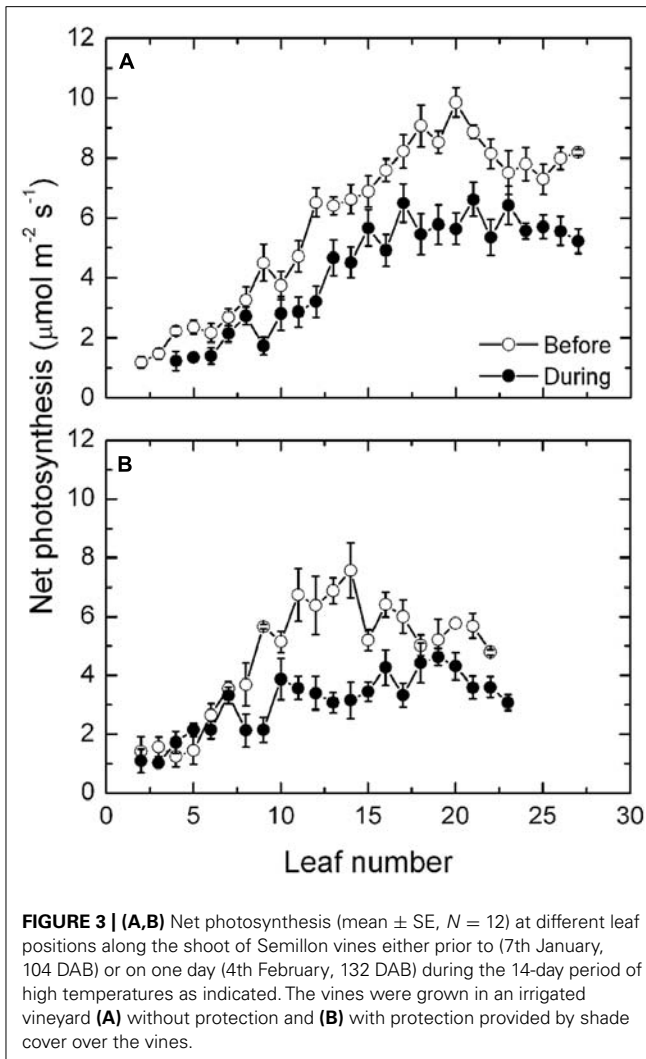 A
12
10
8
6
4
2
0
Before
During
B
12
10
8
6
4
2
0
0 5 10 15 20 25 30
Net photosynthesis (μmol m⁻² s⁻¹)
Leaf number
FIGURE 3 | (A,B) Net photosynthesis (mean ± SE, N = 12) at different leaf
positions along the shoot of Semillon vines either prior to (7th January,
104 DAB) or on one day (4th February, 132 DAB) during the 14-day period of
high temperatures as indicated. The vines were grown in an irrigated
vineyard (A) without protection and (B) with protection provided by shade
cover over the vines.